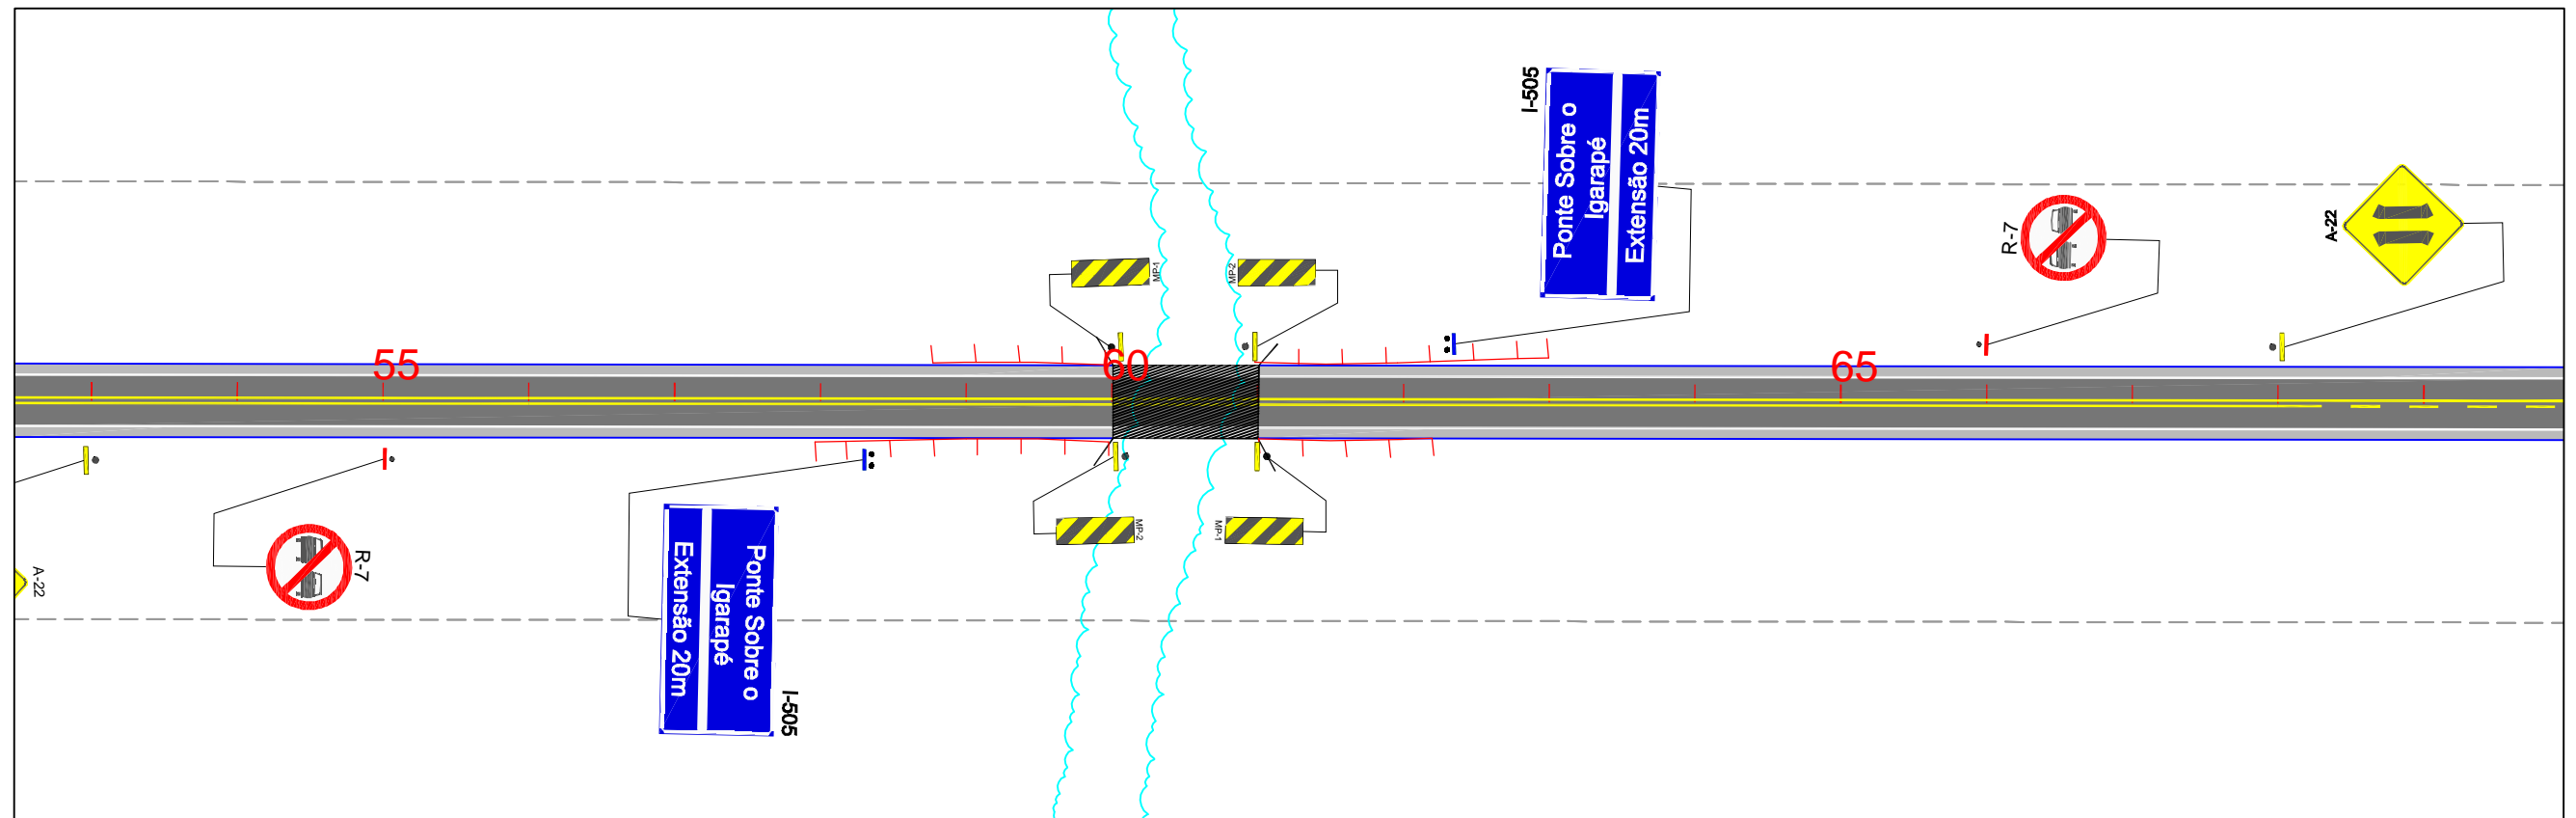 I-505
Ponte Sobre o
Igarapé
Extensão 20m
R-7
A-22
MP-1
MP-2
55
60
65
MP-2
MP-1
R-7
A-22
Ponte Sobre o
Igarapé
Extensão 20m
I-505